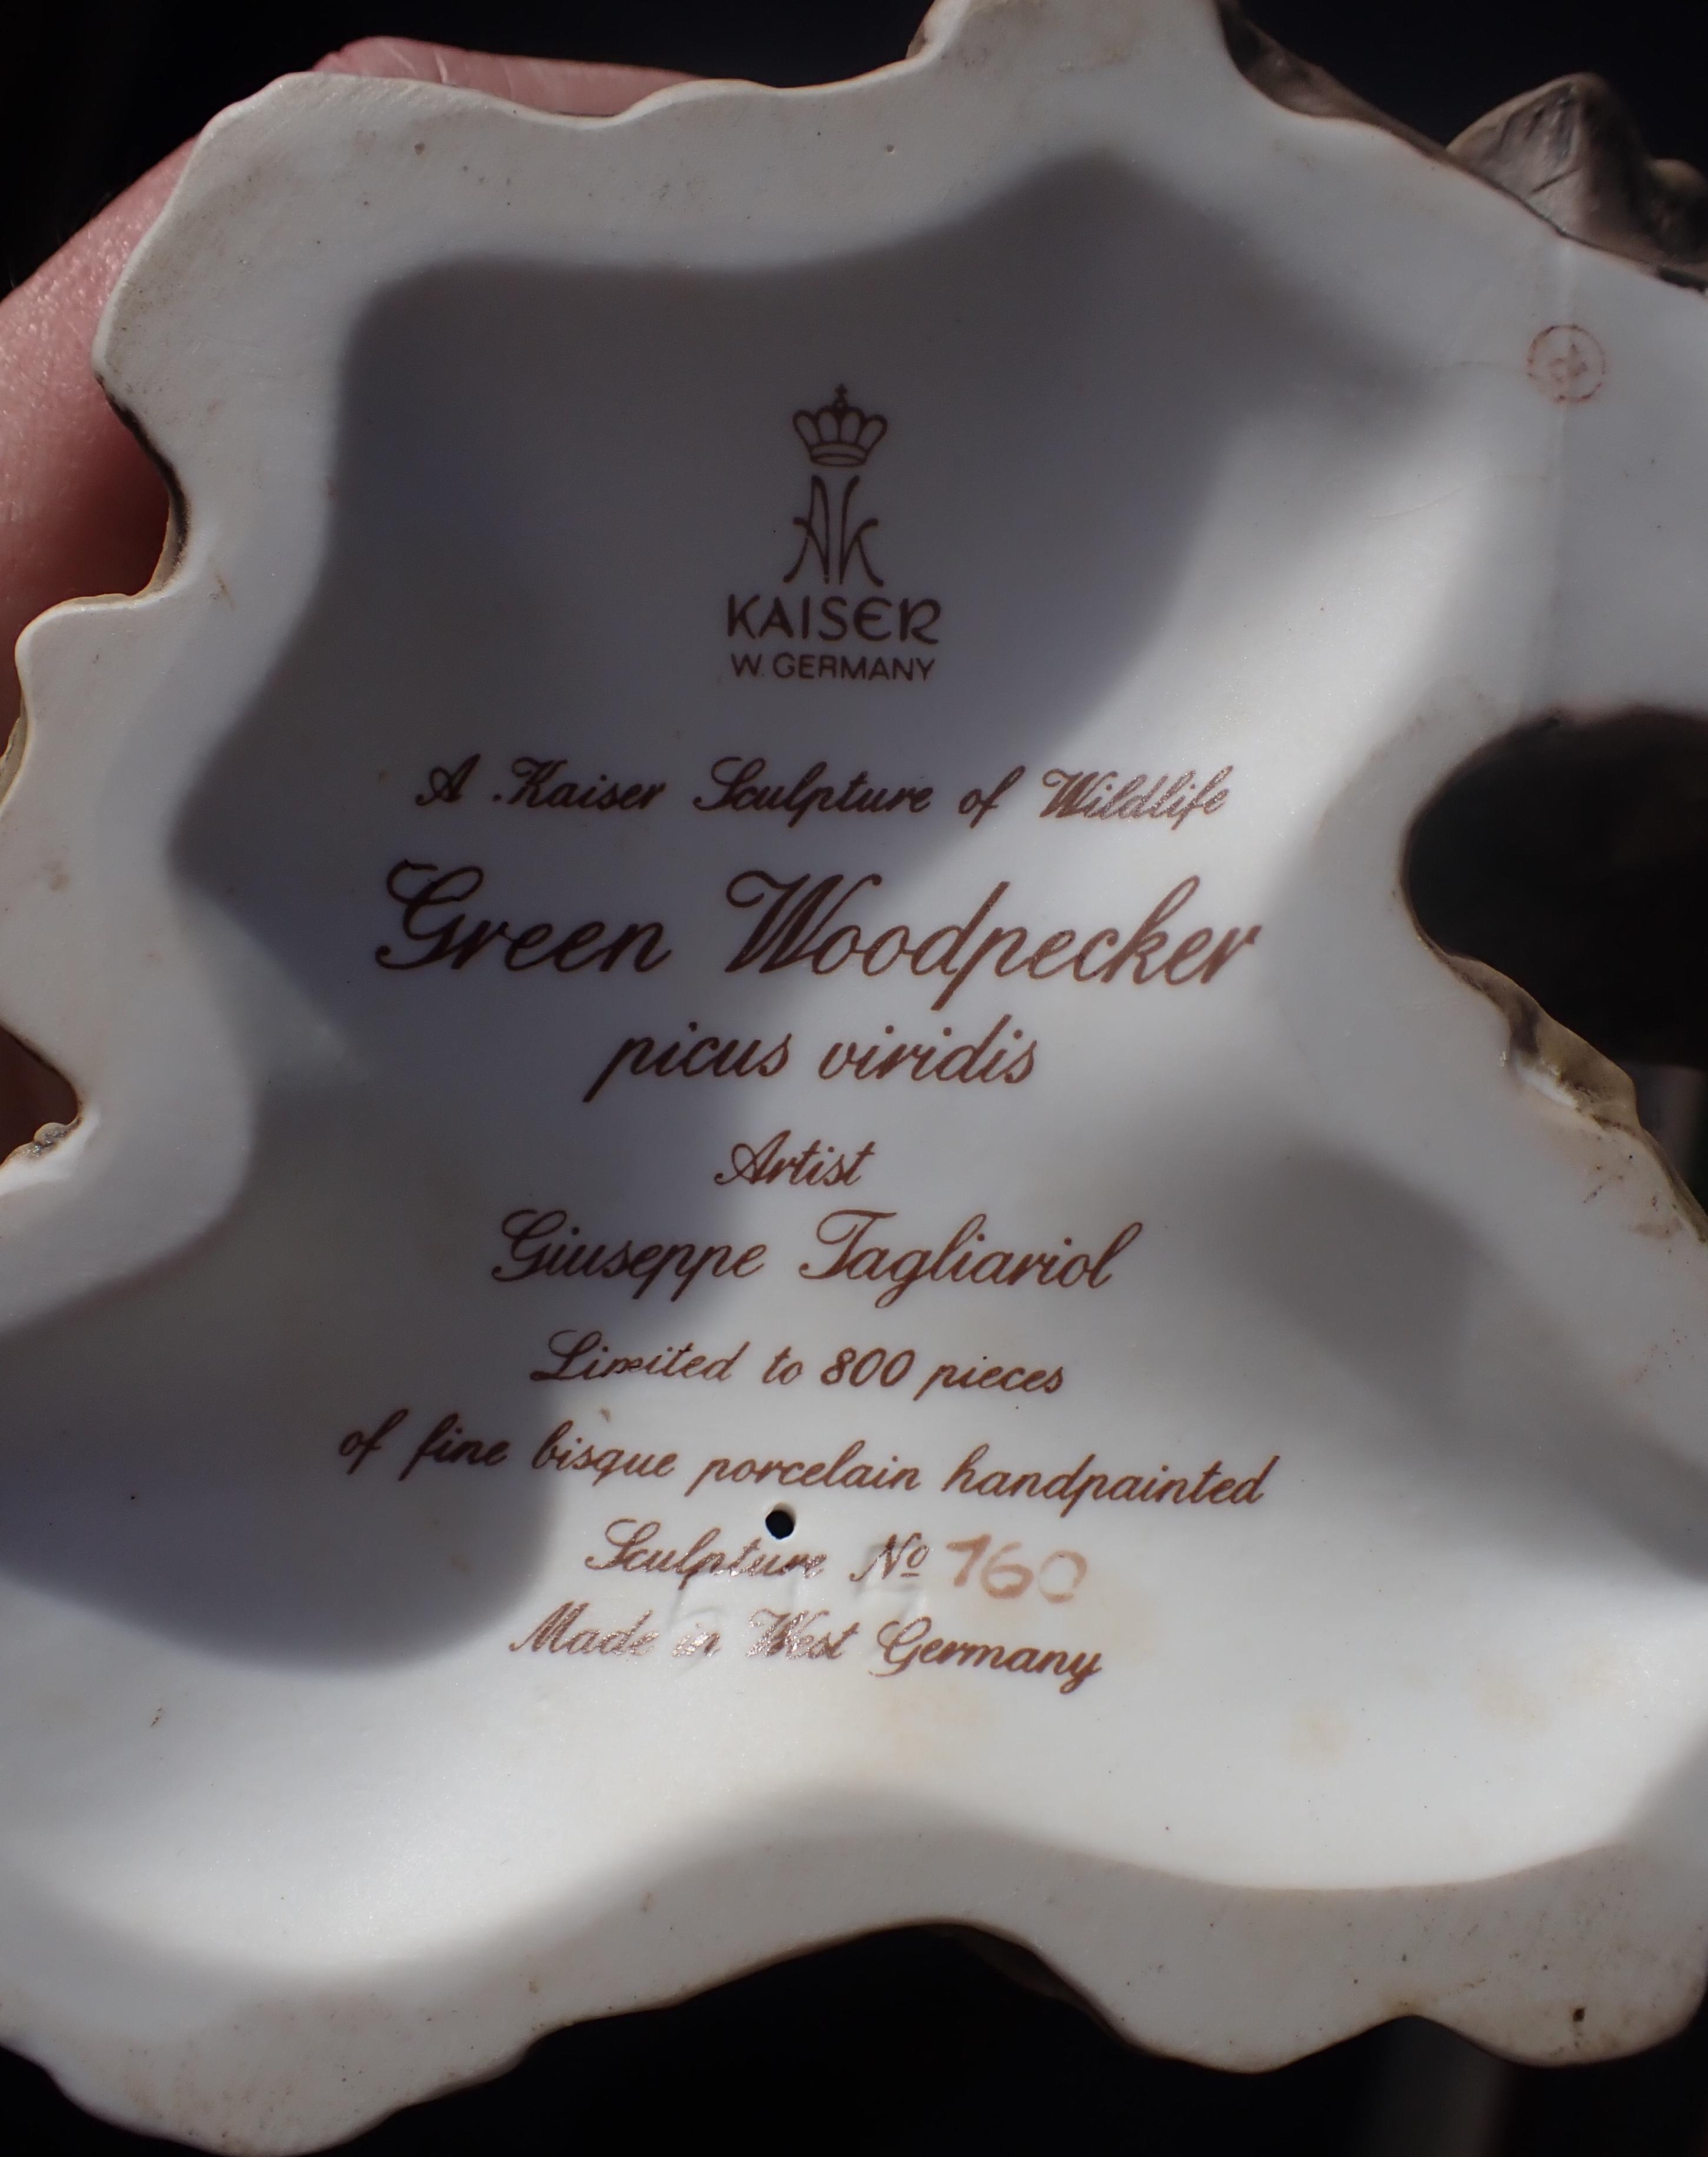 AK
KAISER
W. GERMANY
A Kaiser Sculpture of Wildlife
Green Woodpecker
picus viridis
Artist
Giuseppe Tagliariol
Limited to 800 pieces
of fine bisque porcelain handpainted
Sculpture No 760
Made in West Germany